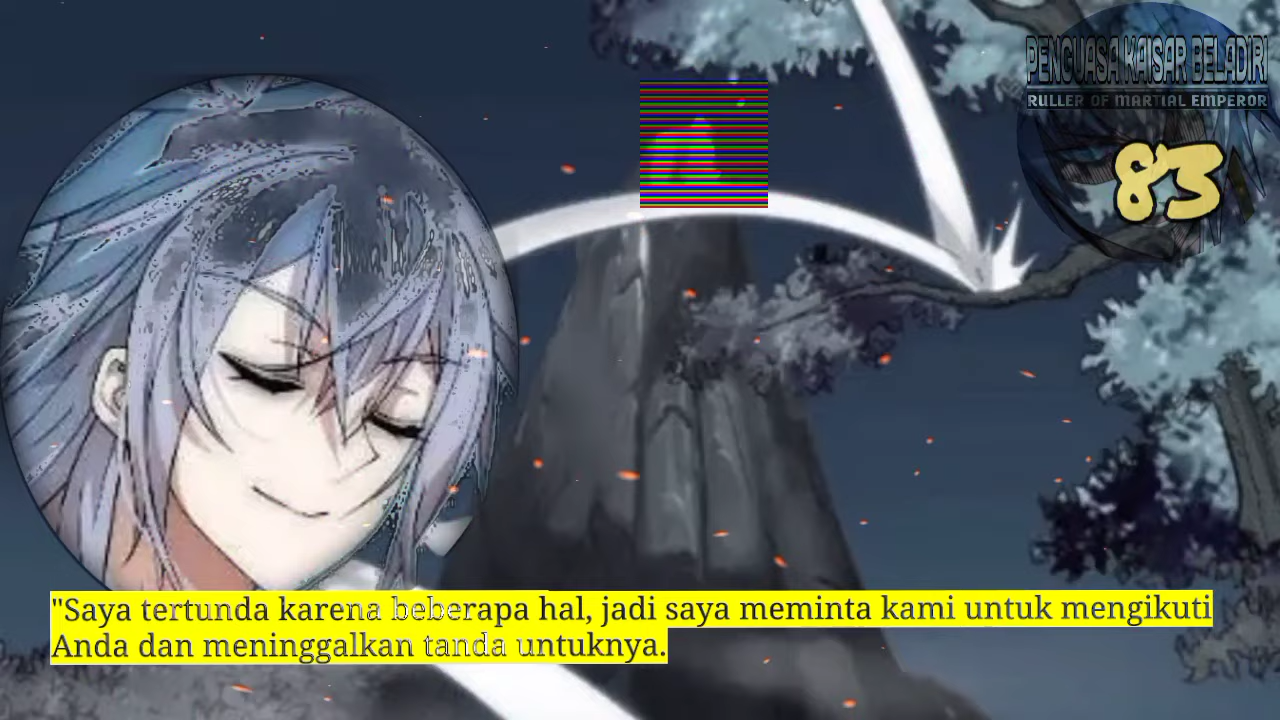 PENGUASA KAISAR BELADIRI
RULLER OF MARTIAL EMPEROR
83
"Saya tertunda karena beberapa hal, jadi saya meminta kami untuk mengikuti
Anda dan meninggalkan tanda untuknya.